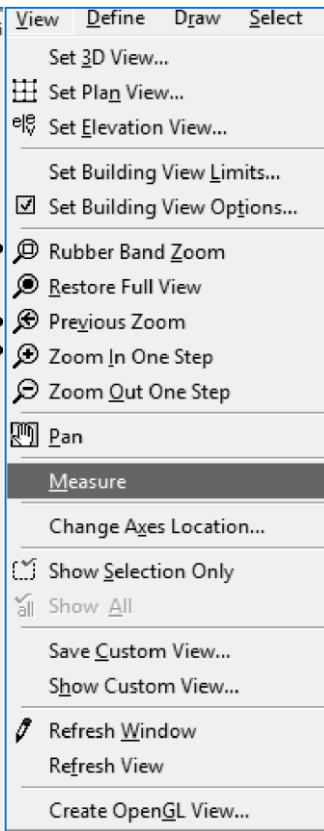 View Define Draw Select
Set 3D View...
Set Plan View...
Set Elevation View...
Set Building View Limits...
Set Building View Options...
Rubber Band Zoom
Restore Full View
Previous Zoom
Zoom In One Step
Zoom Out One Step
Pan
Measure
Change Axes Location...
Show Selection Only
all Show All
Save Custom View...
Show Custom View...
Refresh Window
Refresh View
Create OpenGL View...